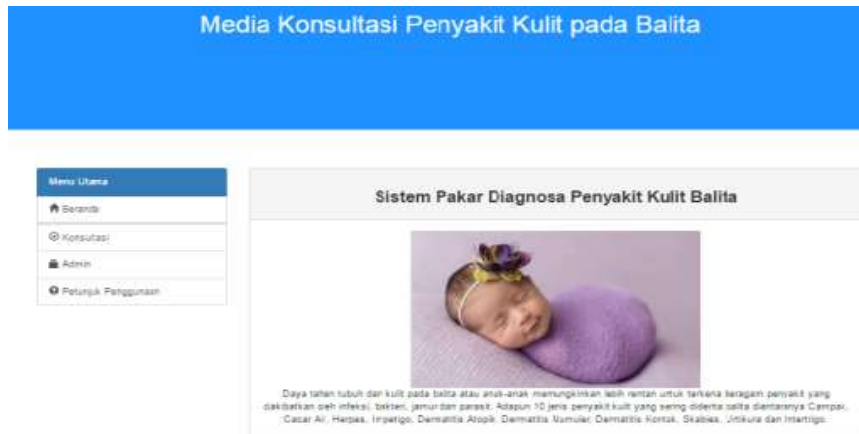 Media Konsultasi Penyakit Kulit pada Balita
Menu Utama
Beranda
Konsultasi
Admin
Petunjuk Penggunaan
Sistem Pakar Diagnosa Penyakit Kulit Balita
Daya tahan tubuh dan kulit pada balita atau anak-anak memungkinkan lebih rentan untuk terkena beragam penyakit yang
diakibatkan oleh infeksi, bakteri, jamur dan parasit. Adapun 10 jenis penyakit kulit yang sering diderita balita diantaranya Campak,
Cacar Air, Herpes, Impetigo, Dermatitis Atopik, Dermatitis Numuler, Dermatitis Kontak, Skabies, Urtikura dan Intertrigo.